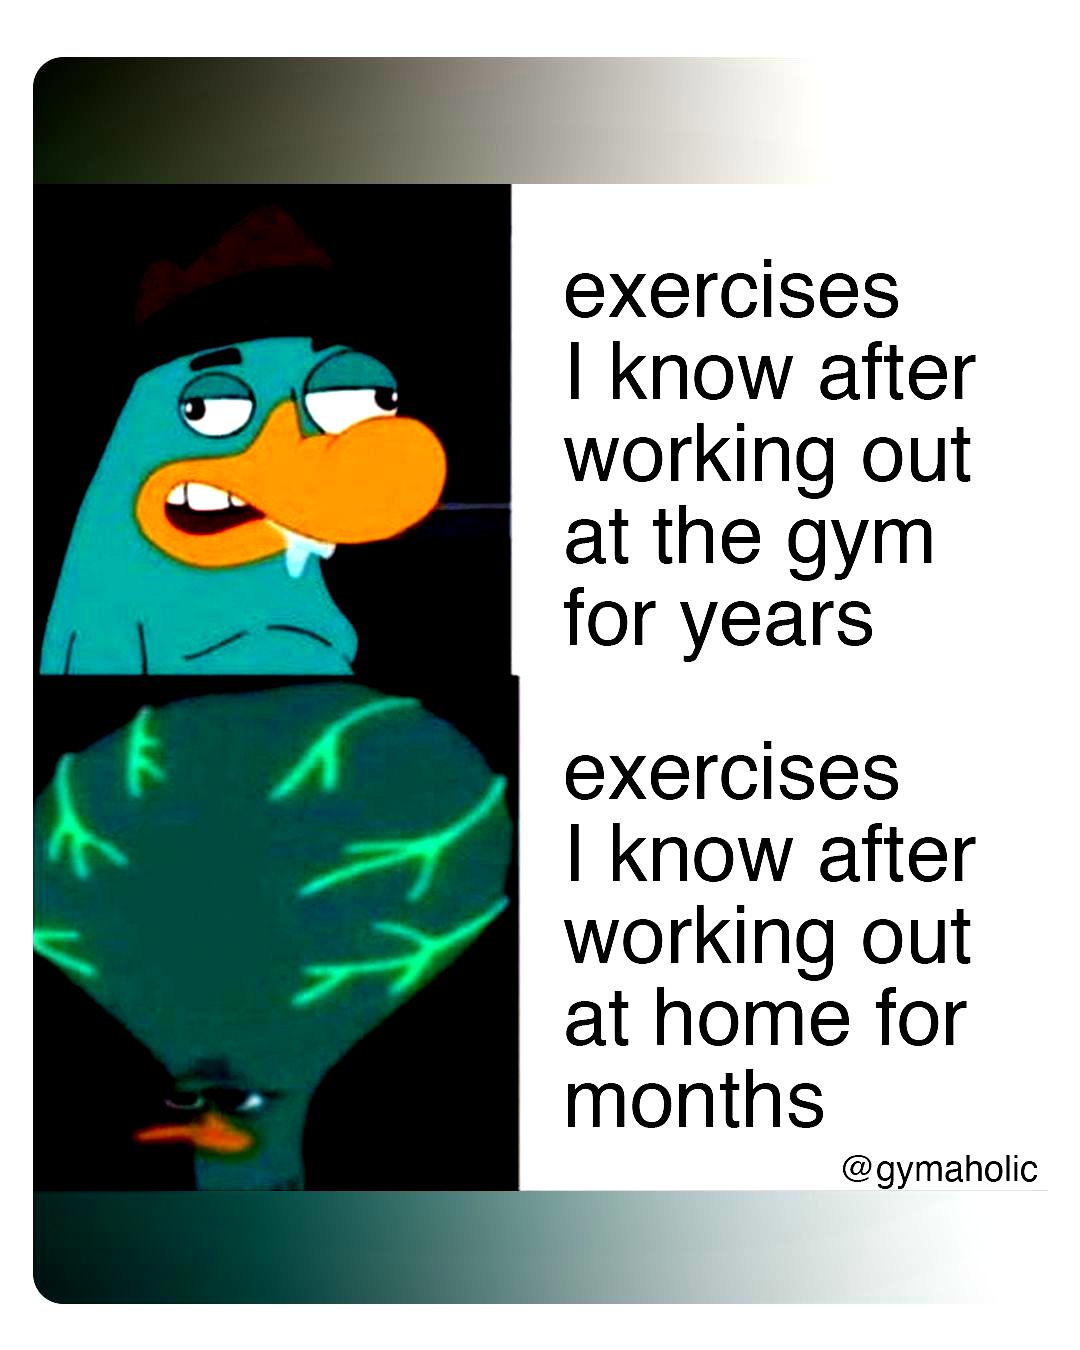 exercises
I know after
working out
at the gym
for years
exercises
I know after
working out
at home for
months
@gymaholic